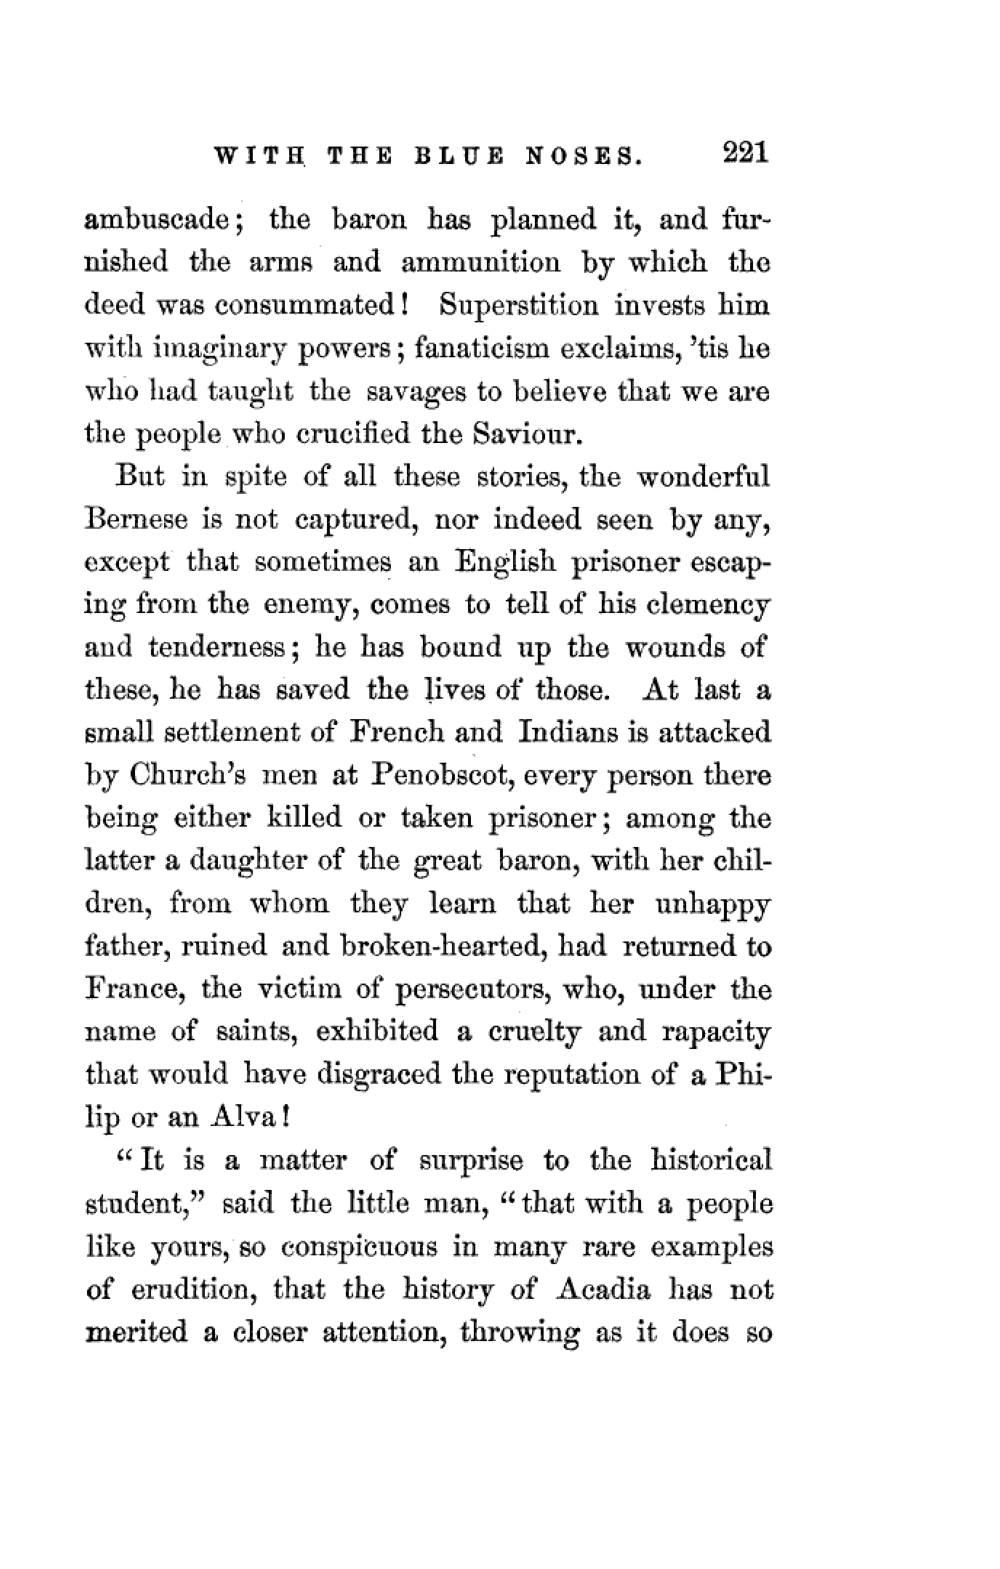 WITH THE BLUE NOSES. 221
ambuscade; the baron has planned it, and fur-
nished the arms and ammunition by which the
deed was consummated! Superstition invests him
with imaginary powers; fanaticism exclaims, 'tis he
who had taught the savages to believe that we are
the people who crucified the Saviour.
But in spite of all these stories, the wonderful
Bernese is not captured, nor indeed seen by any,
except that sometimes an English prisoner escap-
ing from the enemy, comes to tell of his clemency
and tenderness; he has bound up the wounds of
these, he has saved the lives of those. At last a
small settlement of French and Indians is attacked
by Church's men at Penobscot, every person there
being either killed or taken prisoner; among the
latter a daughter of the great baron, with her chil-
dren, from whom they learn that her unhappy
father, ruined and broken-hearted, had returned to
France, the victim of persecutors, who, under the
name of saints, exhibited a cruelty and rapacity
that would have disgraced the reputation of a Phi-
lip or an Alva!
"It is a matter of surprise to the historical
student," said the little man, "that with a people
like yours, so conspicuous in many rare examples
of erudition, that the history of Acadia has not
merited a closer attention, throwing as it does so